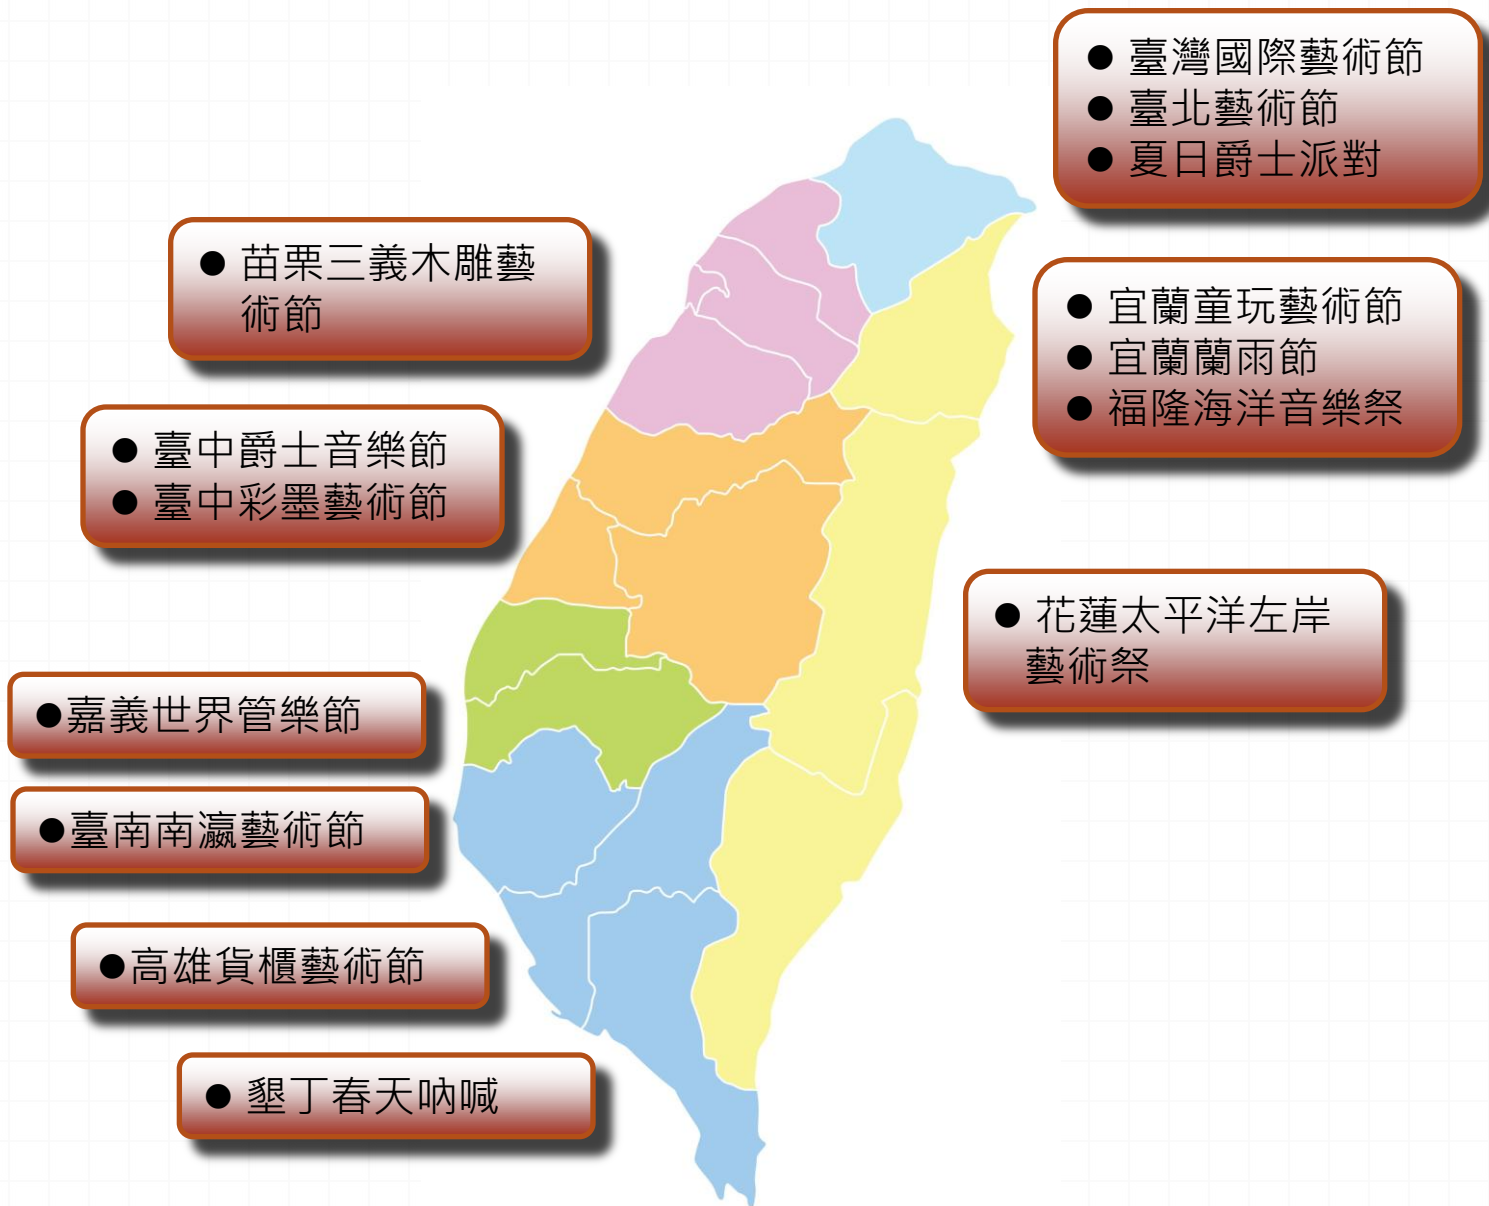 ● 臺灣國際藝術節
● 臺北藝術節
● 夏日爵士派對
● 苗栗三義木雕藝
術節
● 宜蘭童玩藝術節
● 宜蘭蘭雨節
● 福隆海洋音樂祭
● 臺中爵士音樂節
● 臺中彩墨藝術節
● 花蓮太平洋左岸
藝術祭
●嘉義世界管樂節
●臺南南瀛藝術節
●高雄貨櫃藝術節
● 墾丁春天吶喊